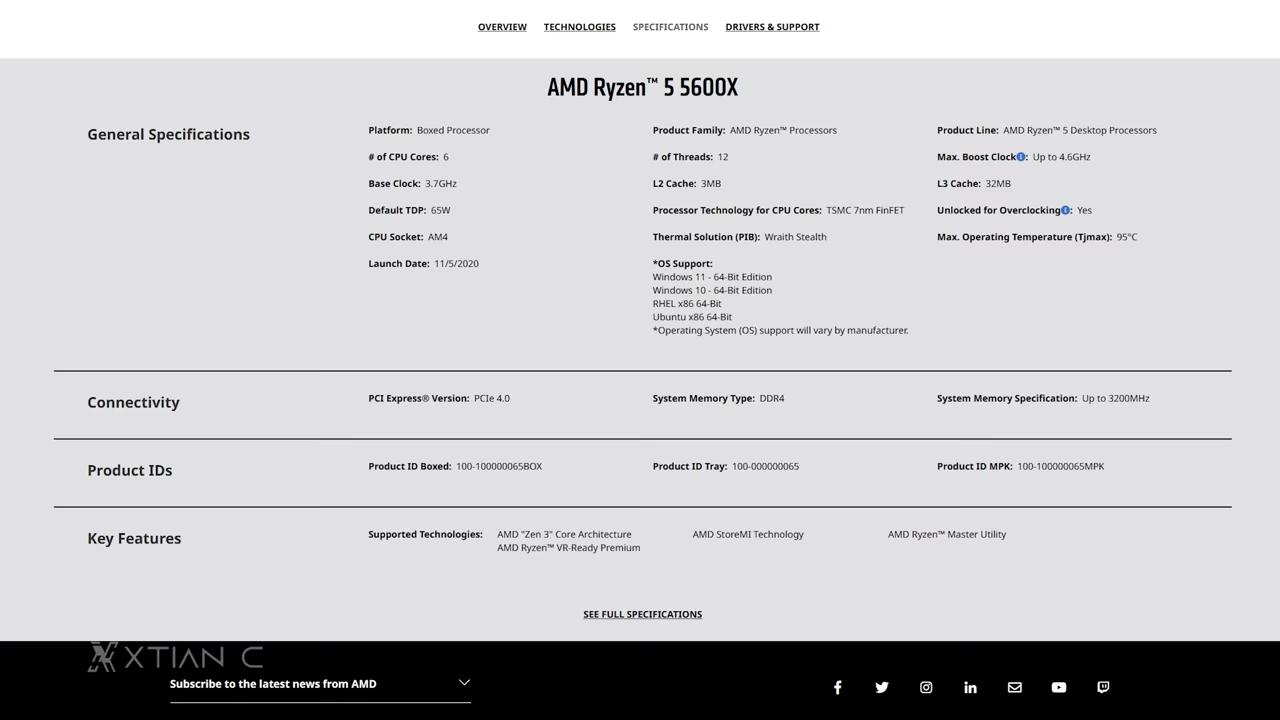 OVERVIEW TECHNOLOGIES SPECIFICATIONS DRIVERS & SUPPORT
AMD Ryzen™ 5 5600X
General Specifications
Platform: Boxed Processor
Product Family: AMD Ryzen™ Processors
Product Line: AMD Ryzen™ 5 Desktop Processors
# of CPU Cores: 6
# of Threads: 12
Max. Boost Clock: Up to 4.6GHz
Base Clock: 3.7GHz
L2 Cache: 3MB
L3 Cache: 32MB
Default TDP: 65W
Processor Technology for CPU Cores: TSMC 7nm FinFET
Unlocked for Overclocking: Yes
CPU Socket: AM4
Thermal Solution (PIB): Wraith Stealth
Max. Operating Temperature (Tjmax): 95°C
Launch Date: 11/5/2020
*OS Support:
Windows 11 - 64-Bit Edition
Windows 10 - 64-Bit Edition
RHEL x86 64-Bit
Ubuntu x86 64-Bit
*Operating System (OS) support will vary by manufacturer.
Connectivity
PCI Express® Version: PCIe 4.0
System Memory Type: DDR4
System Memory Specification: Up to 3200MHz
Product IDs
Product ID Boxed: 100-100000065BOX
Product ID Tray: 100-000000065
Product ID MPK: 100-100000065MPK
Key Features
Supported Technologies:
AMD "Zen 3" Core Architecture
AMD StoreMI Technology
AMD Ryzen™ Master Utility
AMD Ryzen™ VR-Ready Premium
SEE FULL SPECIFICATIONS
XTIAN C
Subscribe to the latest news from AMD